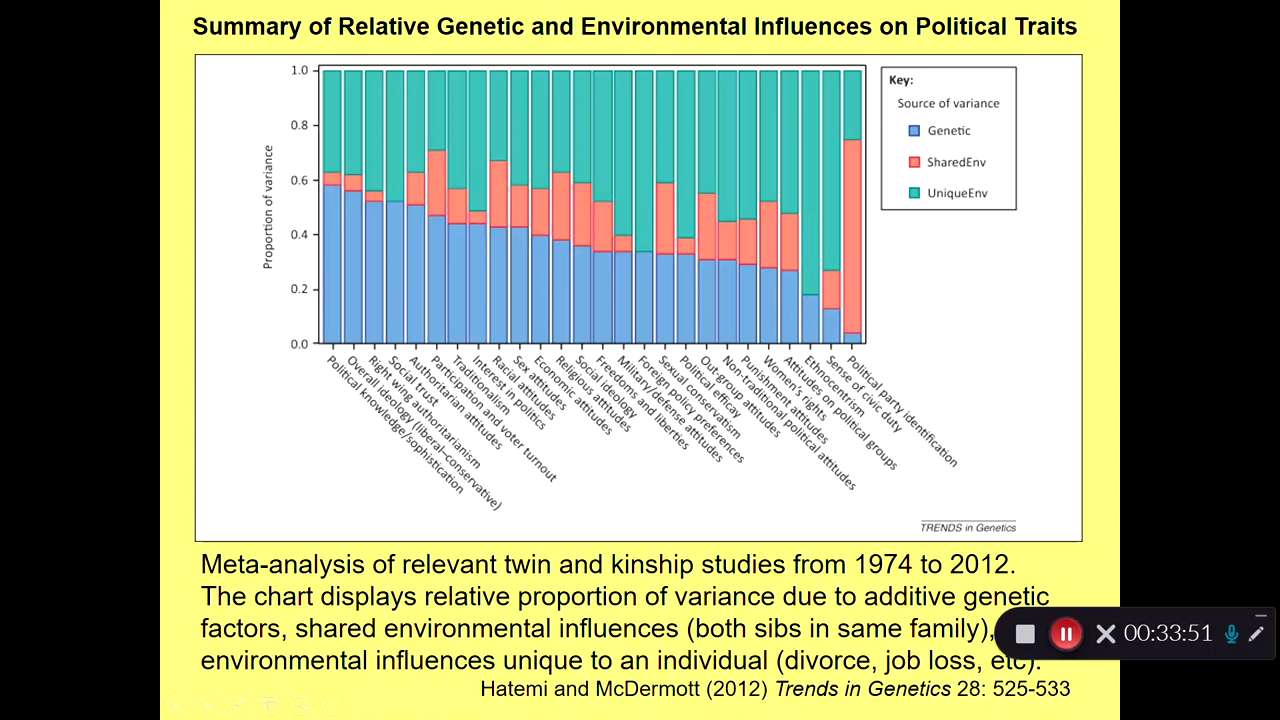 Summary of Relative Genetic and Environmental Influences on Political Traits
1.0
0.8
0.6
0.4
0.2
0.0
Proportion of variance
Key:
Source of variance
Genetic
SharedEnv
UniqueEnv
Political knowledge/sophistication
Overall ideology (liberal–conservative)
Right wing authoritarianism
Social trust
Authoritarian attitudes
Participation and voter turnout
Traditionalism
Interest in politics
Racial attitudes
Sex attitudes
Economic attitudes
Religious attitudes
Social ideology
Freedoms and liberties
Military/defense attitudes
Foreign policy preferences
Sexual conservatism
Political efficay
Out-group attitudes
Non-traditional political attitudes
Punishment attitudes
Women's rights
Attitudes on political groups
Ethnocentrism
Sense of civic duty
Political party identification
TRENDS in Genetics
Meta-analysis of relevant twin and kinship studies from 1974 to 2012.
The chart displays relative proportion of variance due to additive genetic
factors, shared environmental influences (both sibs in same family),
environmental influences unique to an individual (divorce, job loss, etc).
Hatemi and McDermott (2012) Trends in Genetics 28: 525-533
00:33:51